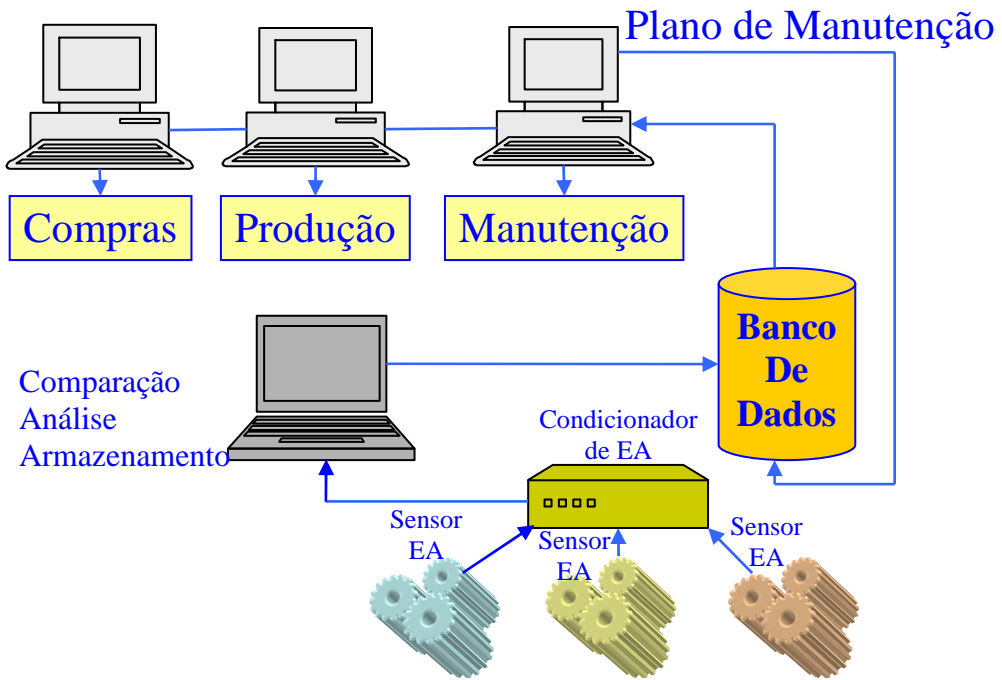 Plano de Manutenção
Compras
Produção
Manutenção
Banco
De
Dados
Comparação
Análise
Armazenamento
Condicionador
de EA
Sensor
EA
Sensor
EA
Sensor
EA